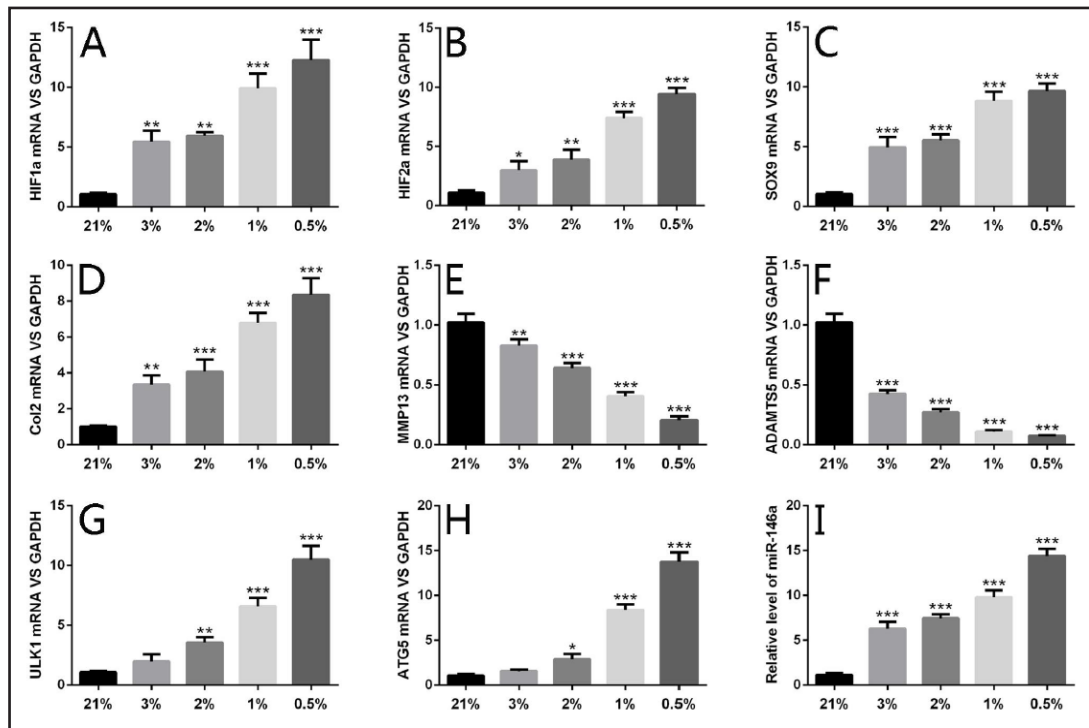 A
HIF1a mRNA VS GAPDH
15
10
5
0
** ** *** ***
21% 3% 2% 1% 0.5%
B
HIF2a mRNA VS GAPDH
15
10
5
0
* ** *** ***
21% 3% 2% 1% 0.5%
C
SOX9 mRNA VS GAPDH
15
10
5
0
*** *** *** ***
21% 3% 2% 1% 0.5%
D
Col2 mRNA VS GAPDH
10
8
6
4
2
0
** *** *** ***
21% 3% 2% 1% 0.5%
E
MMP13 mRNA VS GAPDH
1.5
1.0
0.5
0.0
** *** *** ***
21% 3% 2% 1% 0.5%
F
ADAMTS5 mRNA VS GAPDH
1.5
1.0
0.5
0.0
*** *** *** ***
21% 3% 2% 1% 0.5%
G
ULK1 mRNA VS GAPDH
15
10
5
0
** *** ***
21% 3% 2% 1% 0.5%
H
ATG5 mRNA VS GAPDH
20
15
10
5
0
* *** ***
21% 3% 2% 1% 0.5%
I
Relative level of miR-146a
20
15
10
5
0
*** *** *** ***
21% 3% 2% 1% 0.5%